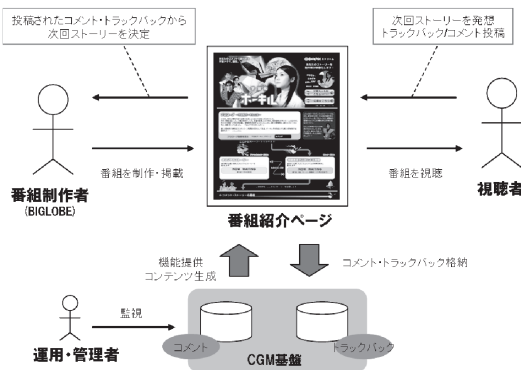 投稿されたコメント・トラックバックから
次回ストーリーを決定
次回ストーリーを発想
トラックバック/コメント投稿
番組を制作・掲載
番組を視聴
番組制作者
(BIGLOBE)
視聴者
番組紹介ページ
機能提供
コンテンツ生成
コメント・トラックバック格納
監視
運用・管理者
コメント
トラックバック
CGM基盤